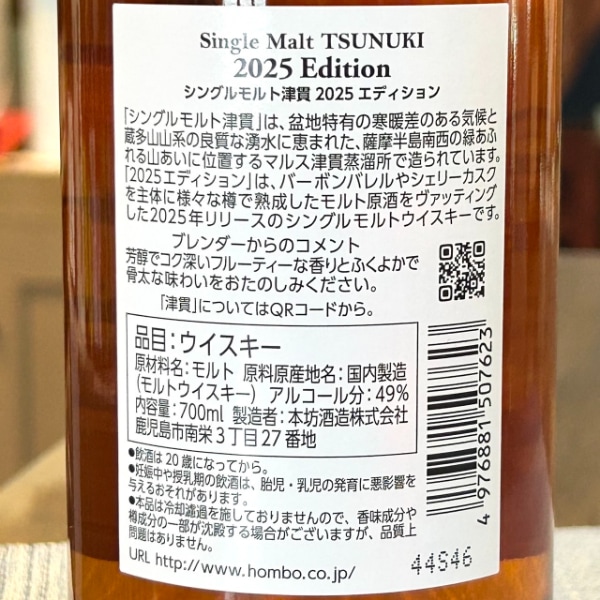 Single Malt TSUNUKI
2025 Edition
シングルモルト津貫 2025 エディション
「シングルモルト津貫」は、盆地特有の寒暖差のある気候と
蔵多山山系の良質な湧水に恵まれた、薩摩半島南西の緑あふ
れる山あいに位置するマルス津貫蒸溜所で造られています。
「2025エディション」は、バーボンバレルやシェリーカスク
を主体に様々な樽で熟成したモルト原酒をヴァッティング
した2025年リリースのシングルモルトウイスキーです。
ブレンダーからのコメント
芳醇でコク深いフルーティーな香りとふくよかで
骨太な味わいをおたのしみください。
「津貫」についてはQRコードから。
品目：ウイスキー
原材料名：モルト 原料原産地名：国内製造
(モルトウイスキー) アルコール分：49%
内容量：700ml 製造者：本坊酒造株式会社
鹿児島市南栄3丁目27番地
●飲酒は20歳になってから。
●妊娠中や授乳期の飲酒は、胎児・乳児の発育に悪影響を
与えるおそれがあります。
●本品は冷却濾過を施しておりませんので、香味成分や
樽成分の一部が沈殿する場合がございますが、品質上
問題はありません。
URL http://www.hombo.co.jp/
4 976881 507623
44S46